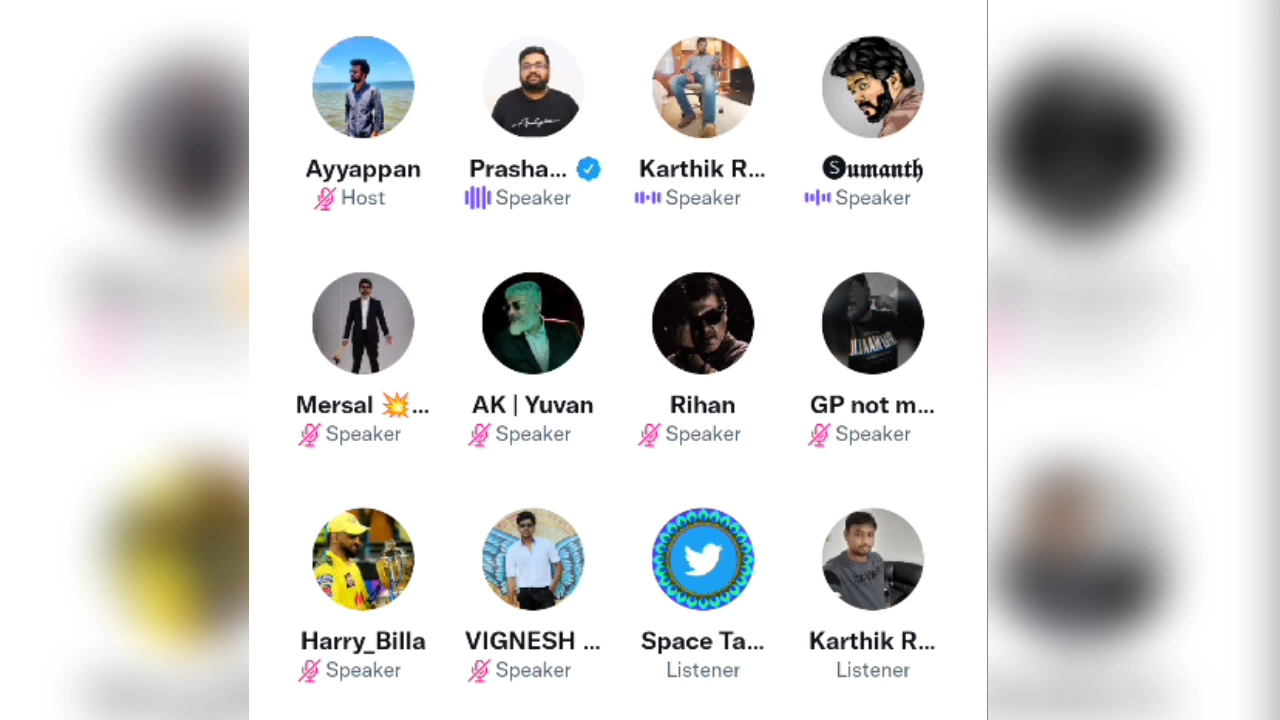 Ayyappan
Host
Prasha...
Speaker
Karthik R...
Speaker
🅢𝖚𝖒𝖆𝖓𝖙𝖍
Speaker
Mersal 💥...
Speaker
AK | Yuvan
Speaker
Rihan
Speaker
GP not m...
Speaker
Harry_Billa
Speaker
VIGNESH ...
Speaker
Space Ta...
Listener
Karthik R...
Listener